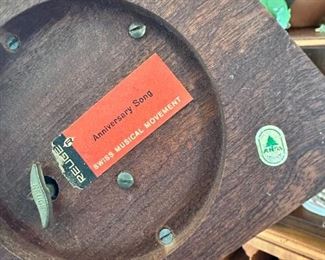 Anniversary Song
REUGE
SWISS MUSICAL MOVEMENT